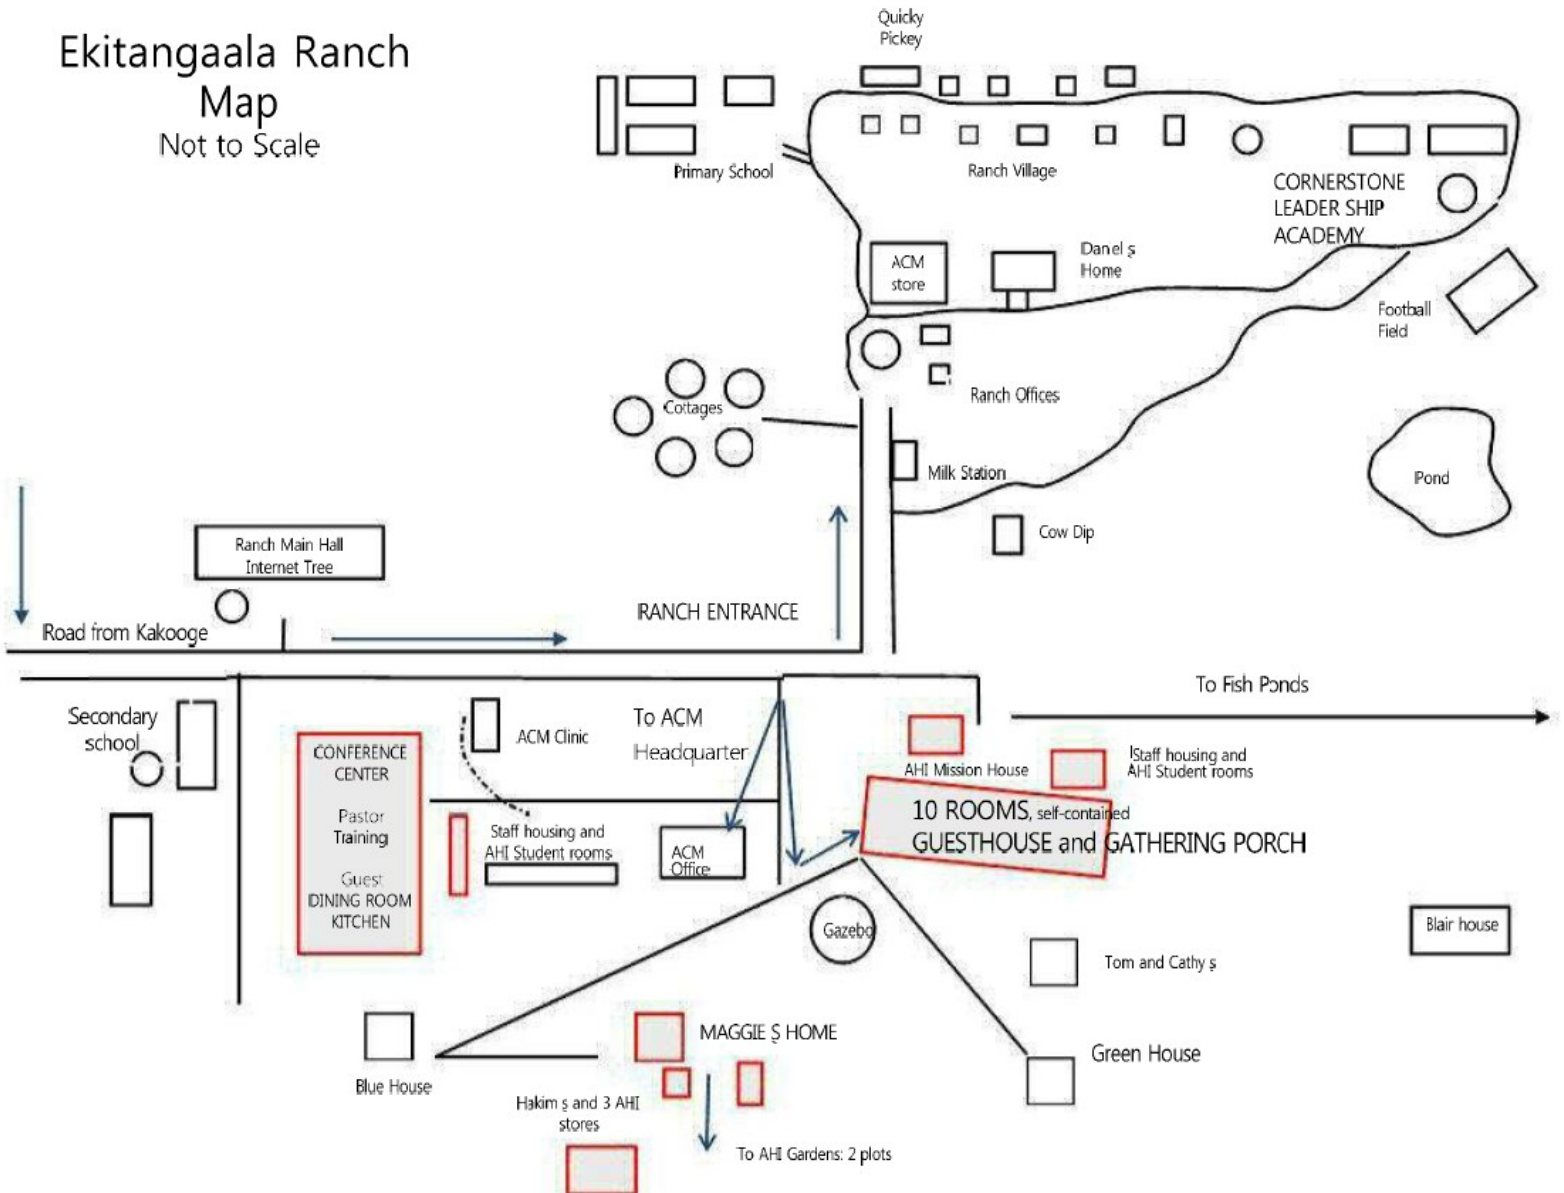 Ekitangaala Ranch
Map
Not to Scale
Quicky
Pickey
Primary School
Ranch Village
CORNERSTONE
LEADER SHIP
ACADEMY
ACM
store
Danel s
Home
Football
Field
Ranch Offices
Cottages
Milk Station
Pond
Cow Dip
Ranch Main Hall
Internet Tree
RANCH ENTRANCE
Road from Kakooge
To Fish Ponds
Secondary
school
CONFERENCE
CENTER
Pastor
Training
Guest
DINING ROOM
KITCHEN
ACM Clinic
To ACM
Headquarter
AHI Mission House
Staff housing and
AHI Student rooms
10 ROOMS, self-contained
GUESTHOUSE and GATHERING PORCH
Staff housing and
AHI Student rooms
ACM
Office
Gazebo
Blair house
Tom and Cathy s
MAGGIE S HOME
Green House
Blue House
Hakim s and 3 AHI
stores
To AHI Gardens: 2 plots